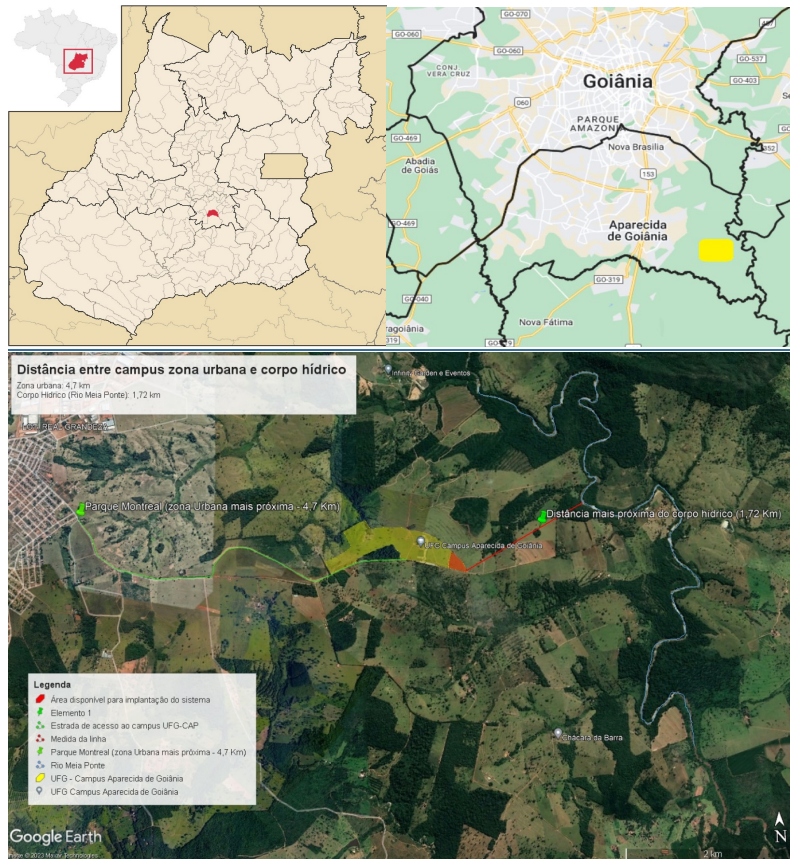 GO-070
GO-060
GO-060
CONJ
VERA CRUZ
Goiânia
GO-537
GO-403
060
PARQUE
AMAZONIA
Nova Brasilia
GO-469
Abadia
de Goiás
153
352
GO-469
Aparecida
de Goiânia
GO-319
GO-040
ragoiânia
Nova Fátima
Distância entre campus zona urbana e corpo hídrico
Zona urbana: 4,7 km
Corpo Hídrico (Rio Meia Ponte): 1,72 km
Infinity Garden e Eventos
Parque Montreal (zona Urbana mais próxima - 4,7 Km)
Distância mais próxima do corpo hídrico (1,72 Km)
UFG Campus Aparecida de Goiânia
Legenda
Área disponível para implantação do sistema
Elemento 1
Estrada de acesso ao campus UFG-CAP
Medida da linha
Parque Montreal (zona Urbana mais próxima - 4,7 Km)
Rio Meia Ponte
UFG - Campus Aparecida de Goiânia
UFG Campus Aparecida de Goiânia
Chácara da Barra
Google Earth
N
2 km